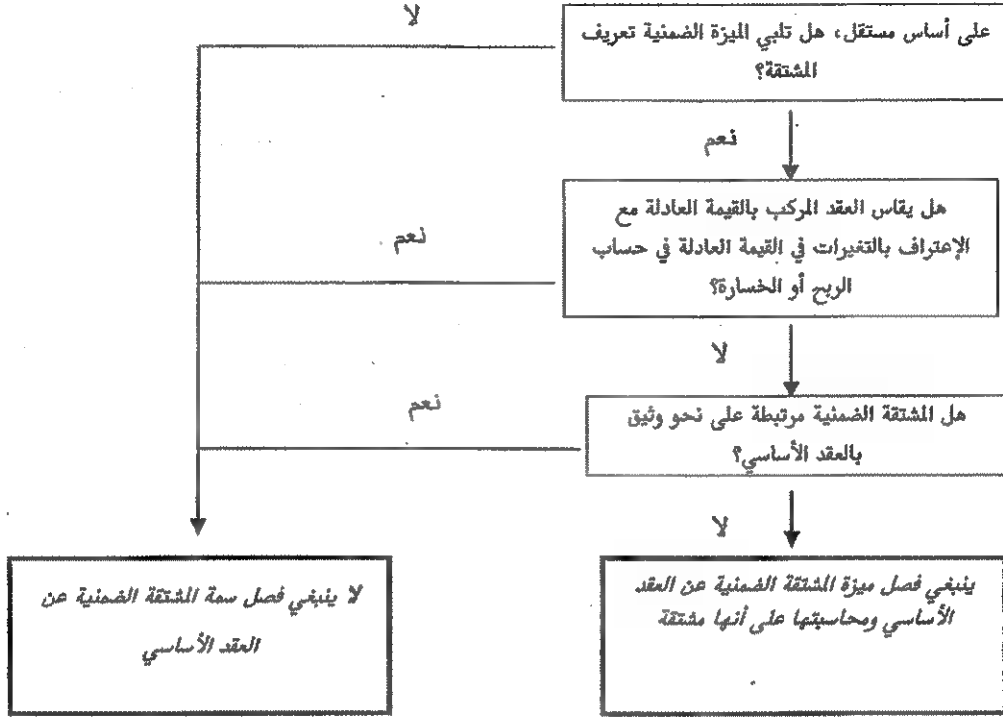 لا
على أساس مستقل، هل تلبي الميزة الضمنية تعريف
المشتقة؟
نعم
هل يقاس العقد المركب بالقيمة العادلة مع
الإعتراف بالتغيرات في القيمة العادلة في حساب
الربح أو الخسارة؟
نعم
لا
هل المشتقة الضمنية مرتبطة على نحو وثيق
بالعقد الأساسي؟
نعم
لا
ينبغي فصل ميزة المشتقة الضمنية عن العقد
الأساسي ومحاسبتها على أنها مشتقة
لا ينبغي فصل سمة المشتقة الضمنية عن
العقد الأساسي